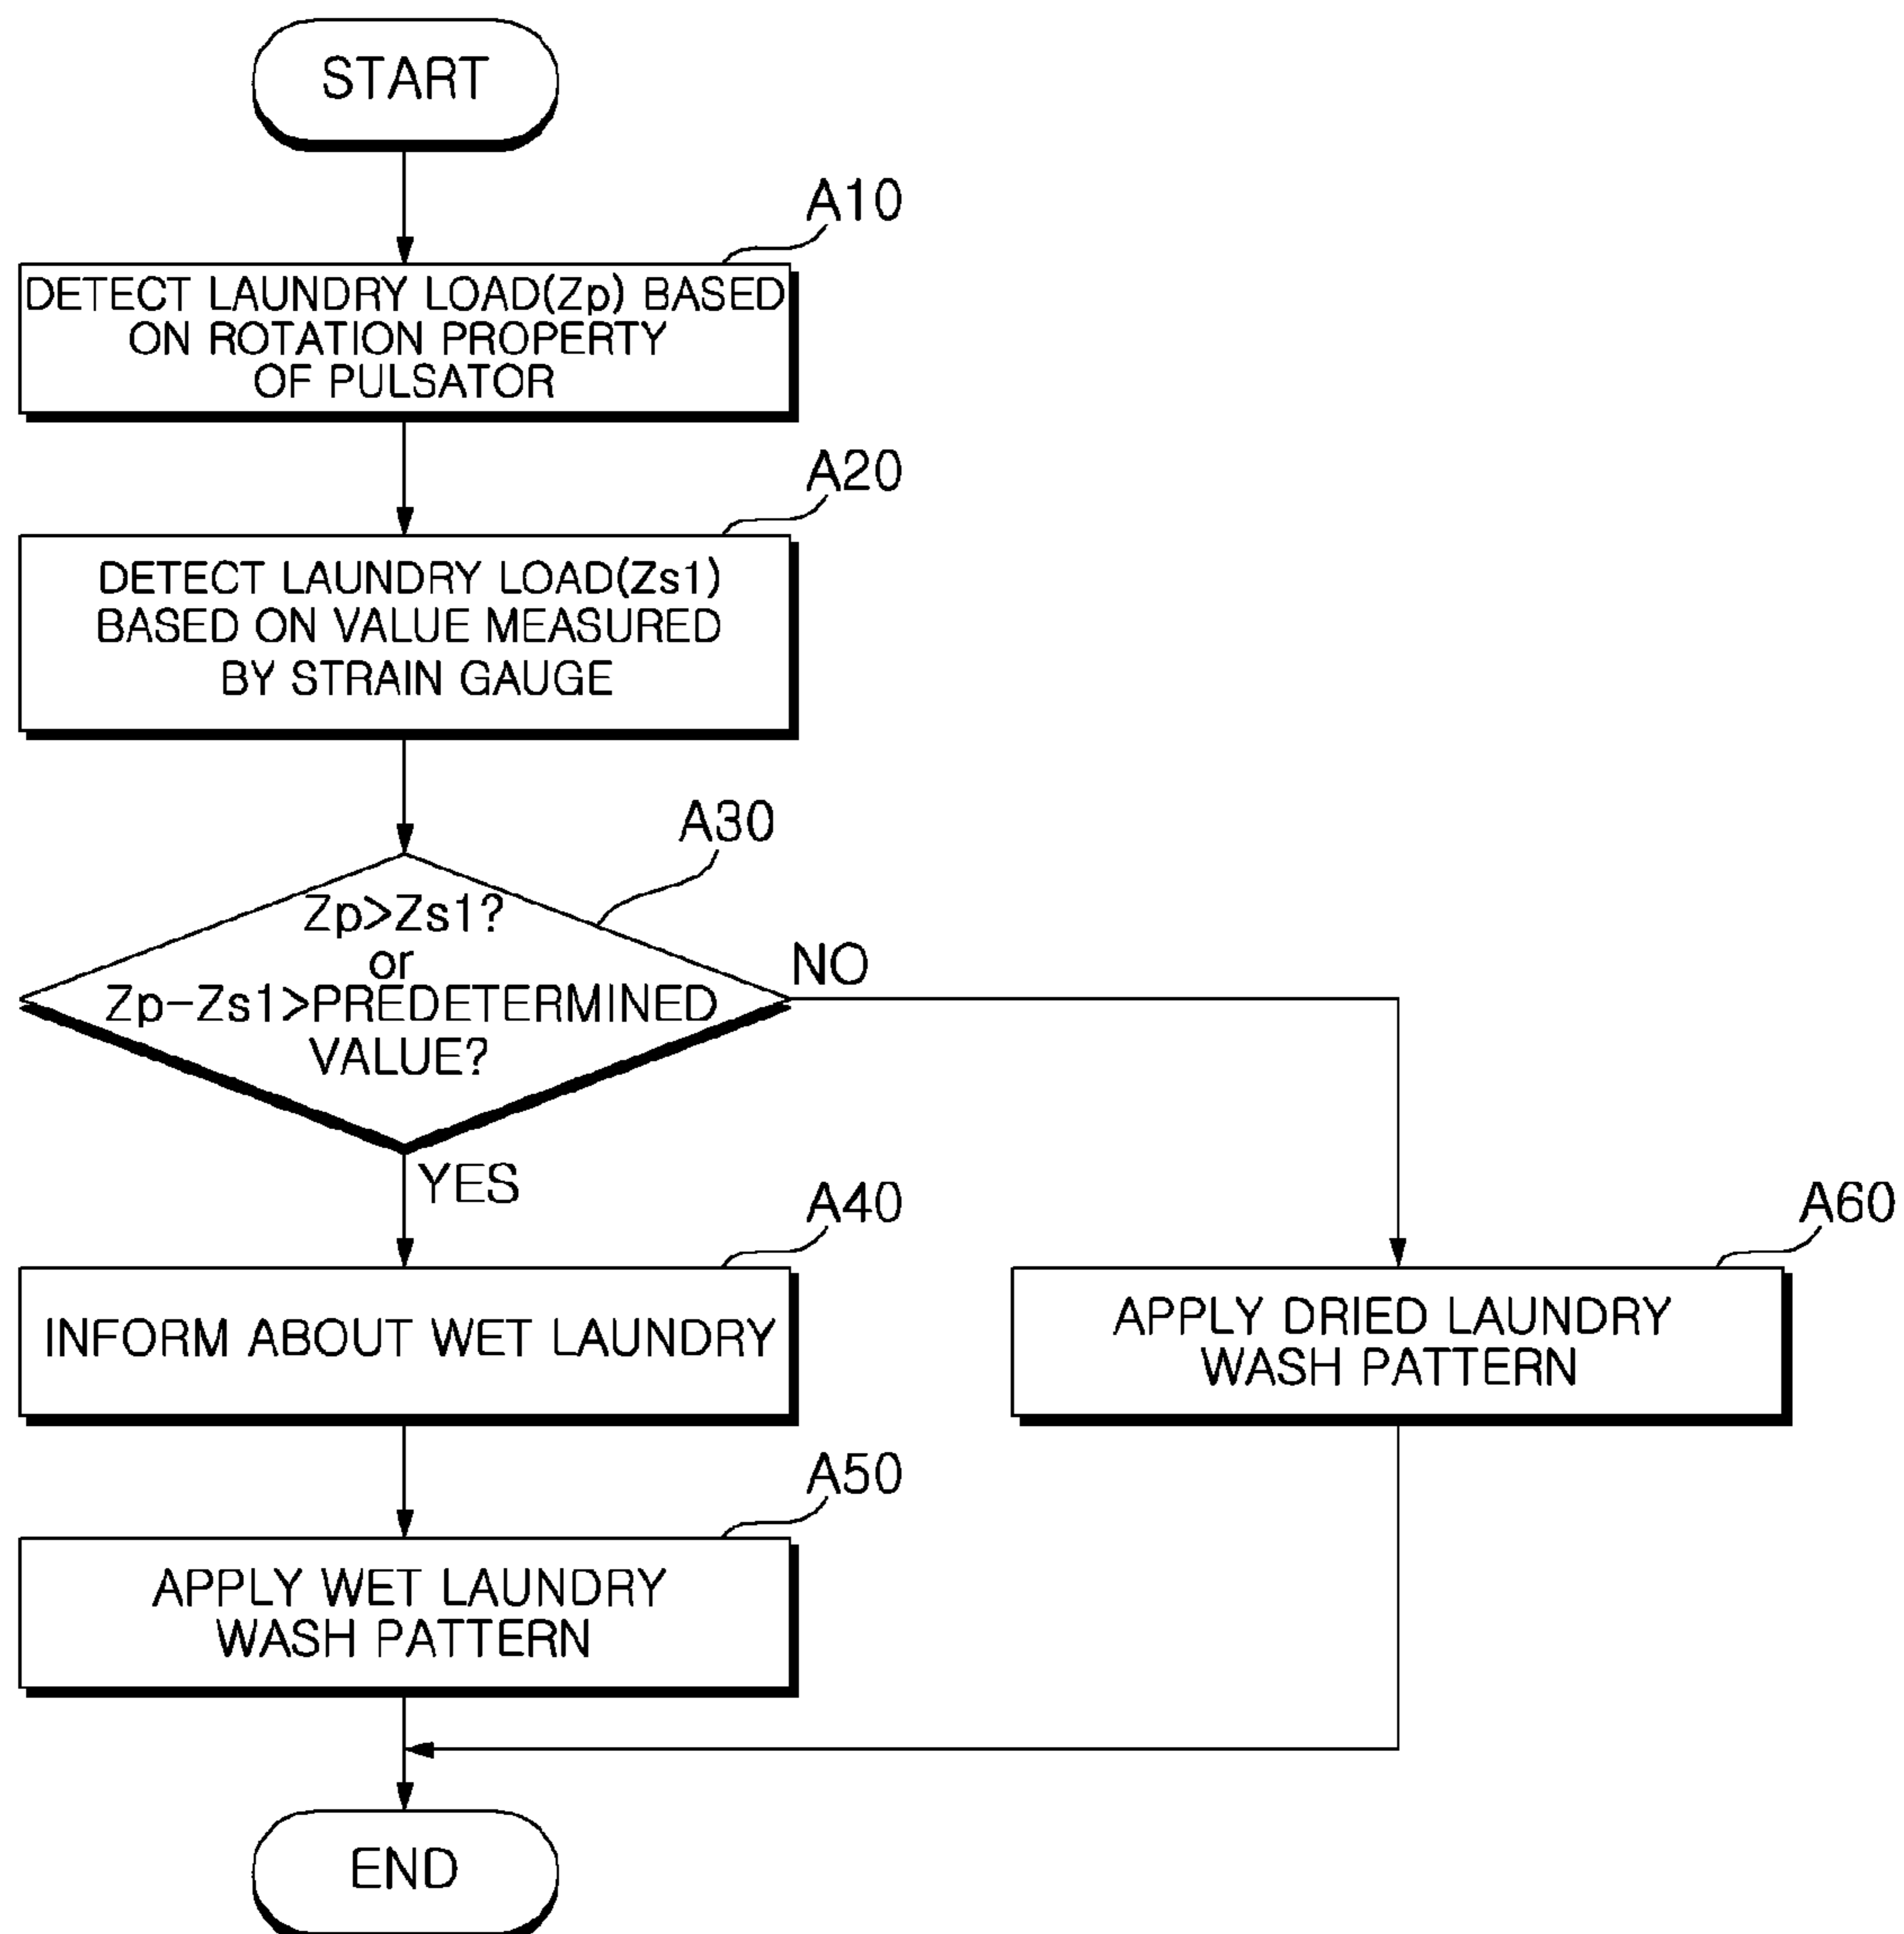 START
A10
DETECT LAUNDRY LOAD(Zp) BASED
ON ROTATION PROPERTY
OF PULSATOR
A20
DETECT LAUNDRY LOAD(Zs1)
BASED ON VALUE MEASURED
BY STRAIN GAUGE
A30
Zp>Zs1?
or
Zp-Zs1>PREDETERMINED
VALUE?
NO
YES
A40
INFORM ABOUT WET LAUNDRY
A60
APPLY DRIED LAUNDRY
WASH PATTERN
A50
APPLY WET LAUNDRY
WASH PATTERN
END